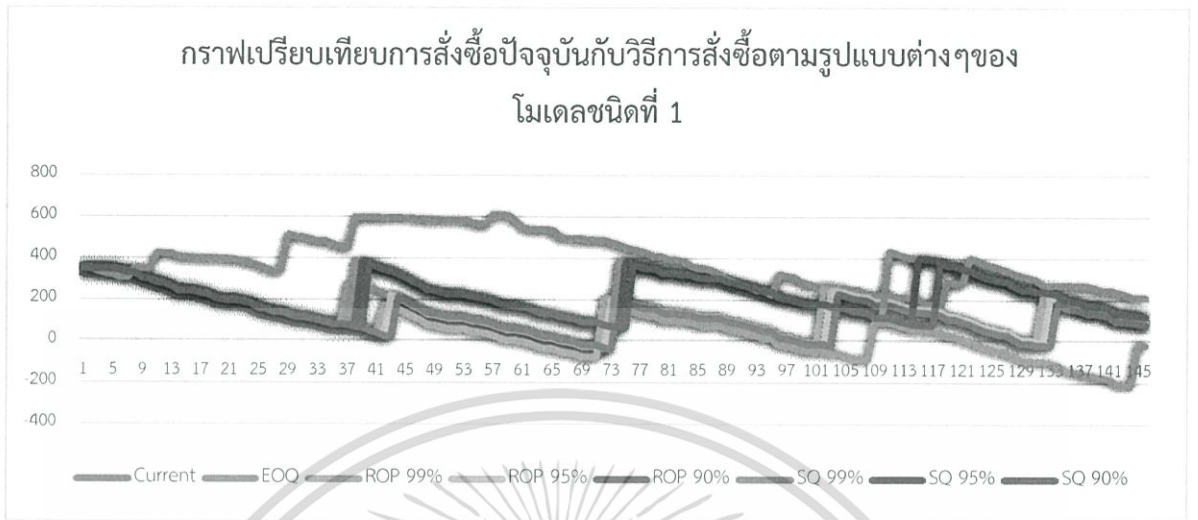 กราฟเปรียบเทียบการสั่งซื้อปัจจุบันกับวิธีการสั่งซื้อตามรูปแบบต่างๆของ
โมเดลชนิดที่ 1
800
600
400
200
0
-200
-400
1 5 9 13 17 21 25 29 33 37 41 45 49 53 57 61 65 69 73 77 81 85 89 93 97 101 105 109 113 117 121 125 129 133 137 141 145
Current EOQ ROP 99% ROP 95% ROP 90% SQ 99% SQ 95% SQ 90%